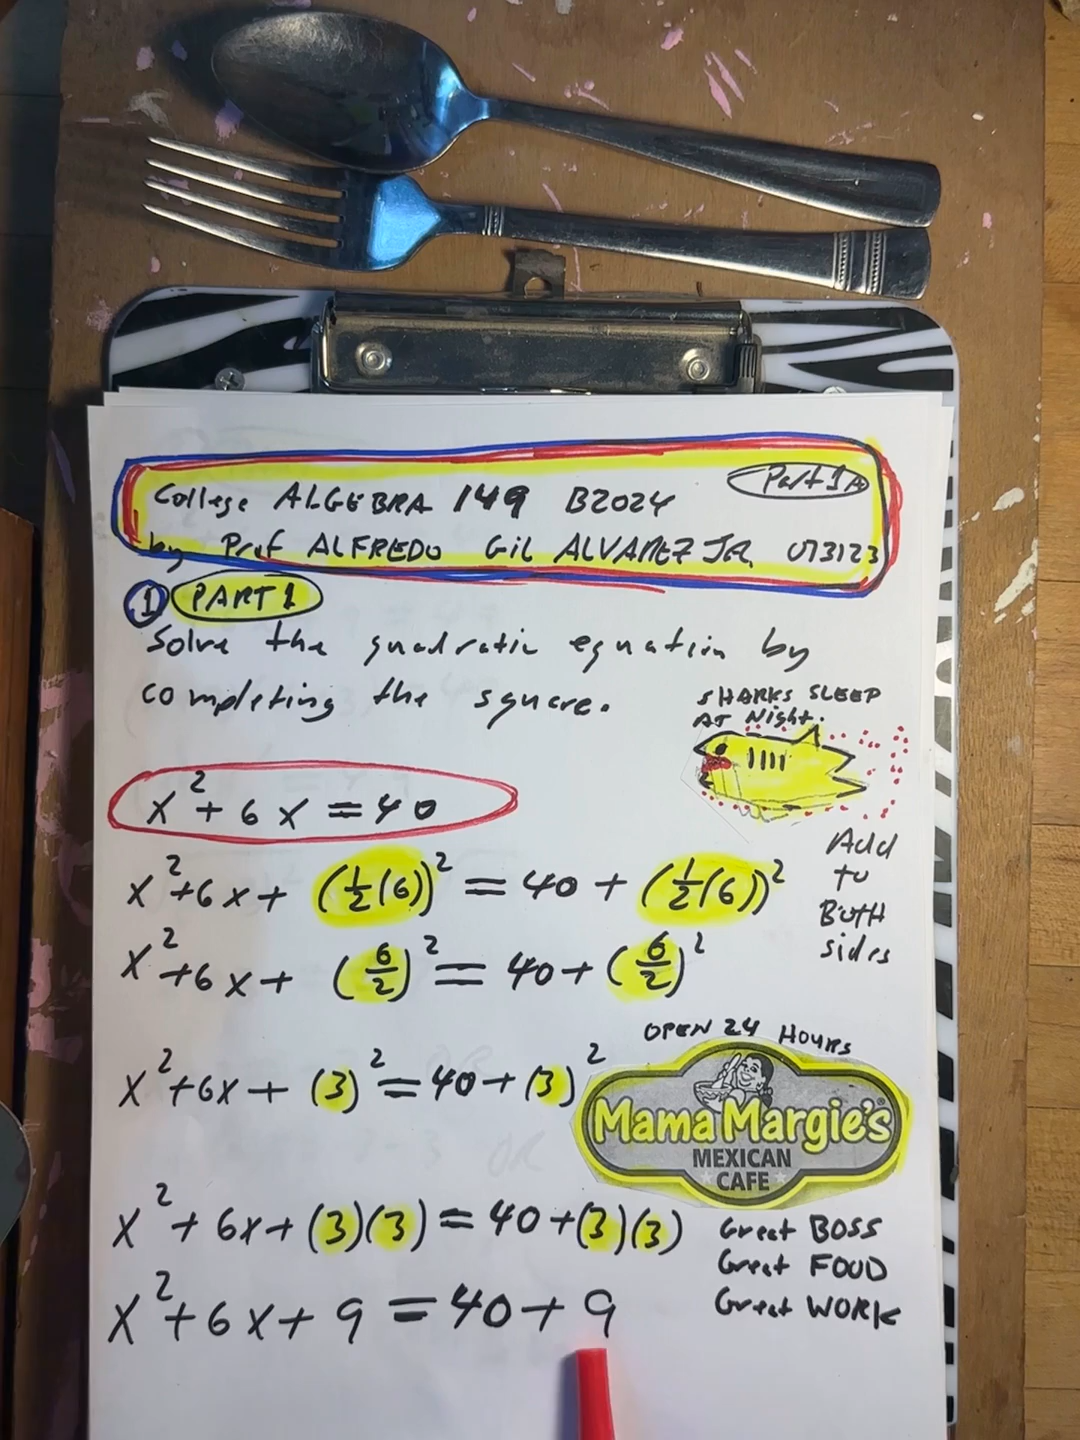 College ALGEBRA 149 B2024 Part 1A
by Prof ALFREDO Gil ALVAREZ JR. 073123
1 PART 1
Solve the quadratic equation by
completing the square.
SHARKS SLEEP
AT Night.
x²+6x=40
x²+6x+(½(6))²=40+(½(6))²
Add
to
BOTH
sides
x²+6x+(6/2)²=40+(6/2)²
OPEN 24 HOURS
x²+6x+(3)²=40+(3)²
Mama Margie's®
MEXICAN
CAFE
x²+6x+(3)(3)=40+(3)(3)
Great BOSS
Great FOOD
Great WORK
x²+6x+9=40+9